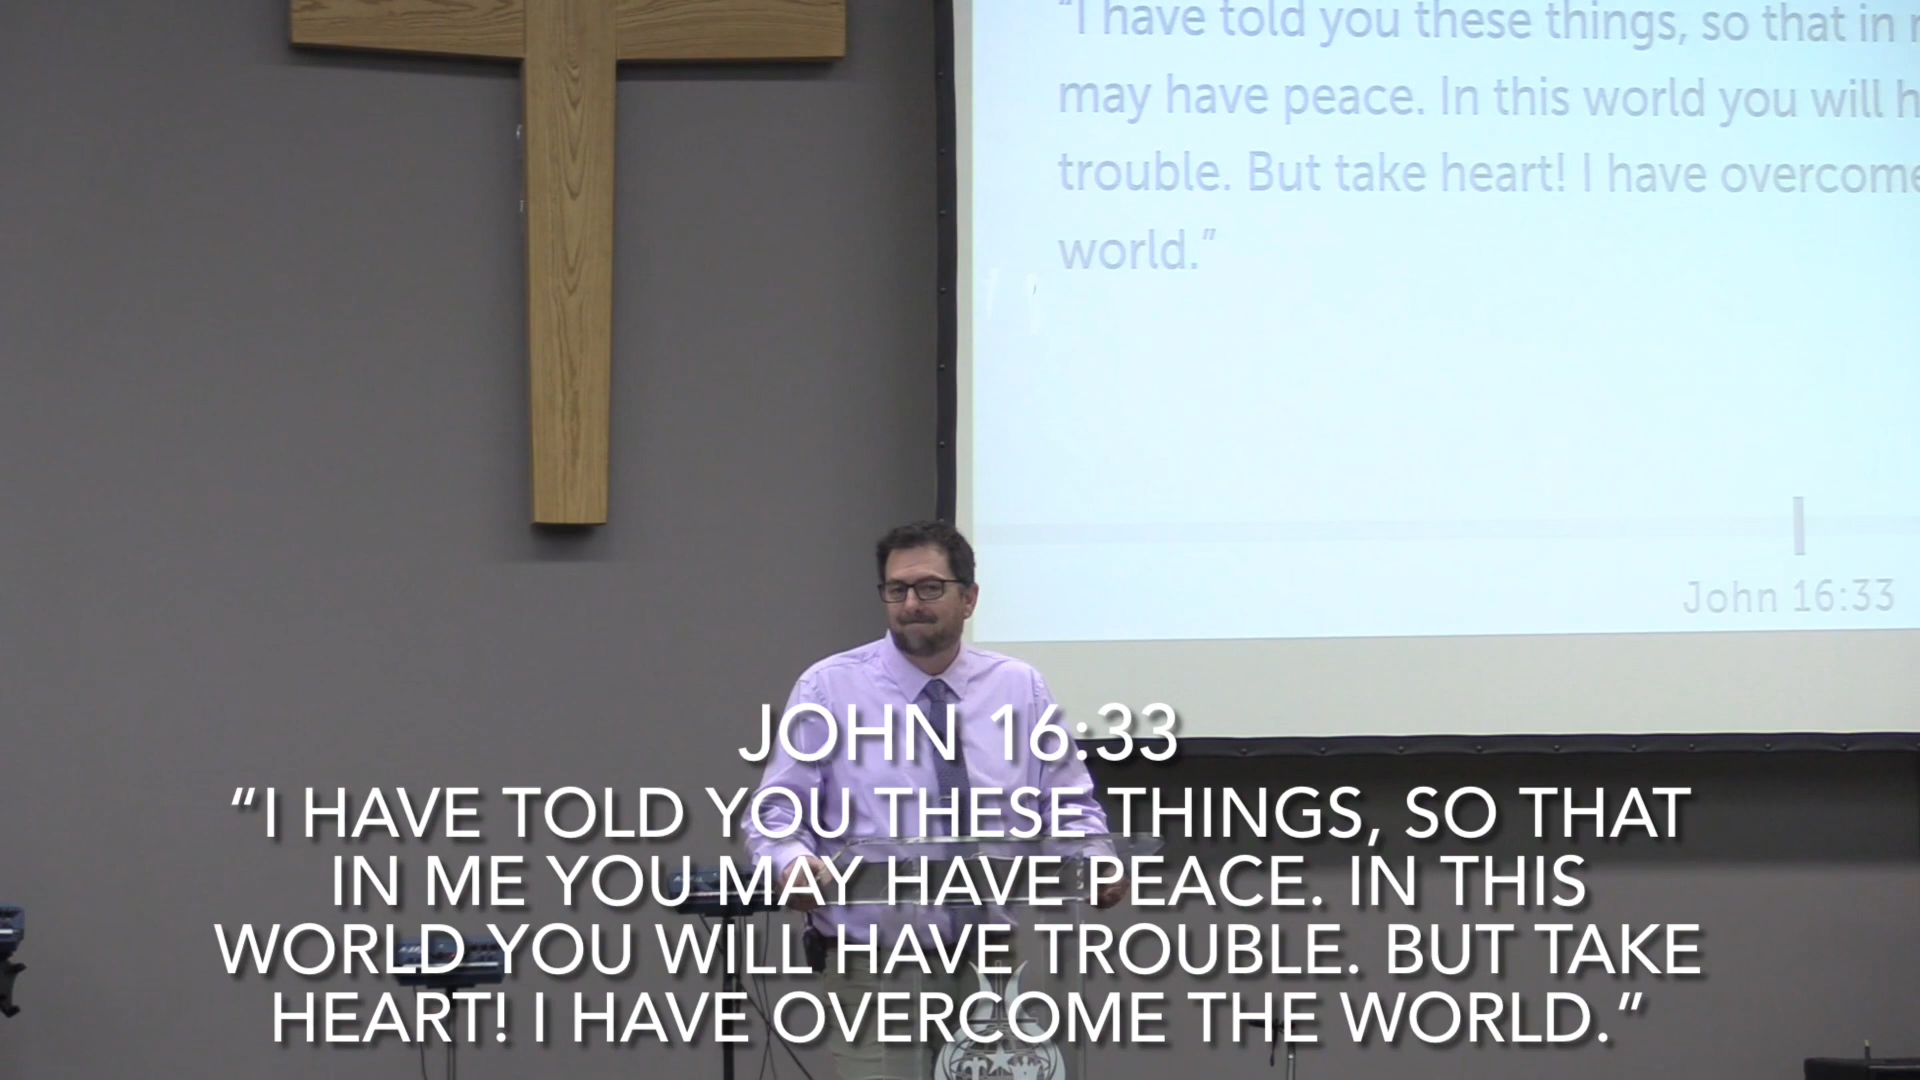 “I have told you these things, so that in
may have peace. In this world you will
trouble. But take heart! I have overcome
world.”
John 16:33
JOHN 16:33
“I HAVE TOLD YOU THESE THINGS, SO THAT
IN ME YOU MAY HAVE PEACE. IN THIS
WORLD YOU WILL HAVE TROUBLE. BUT TAKE
HEART! I HAVE OVERCOME THE WORLD.”